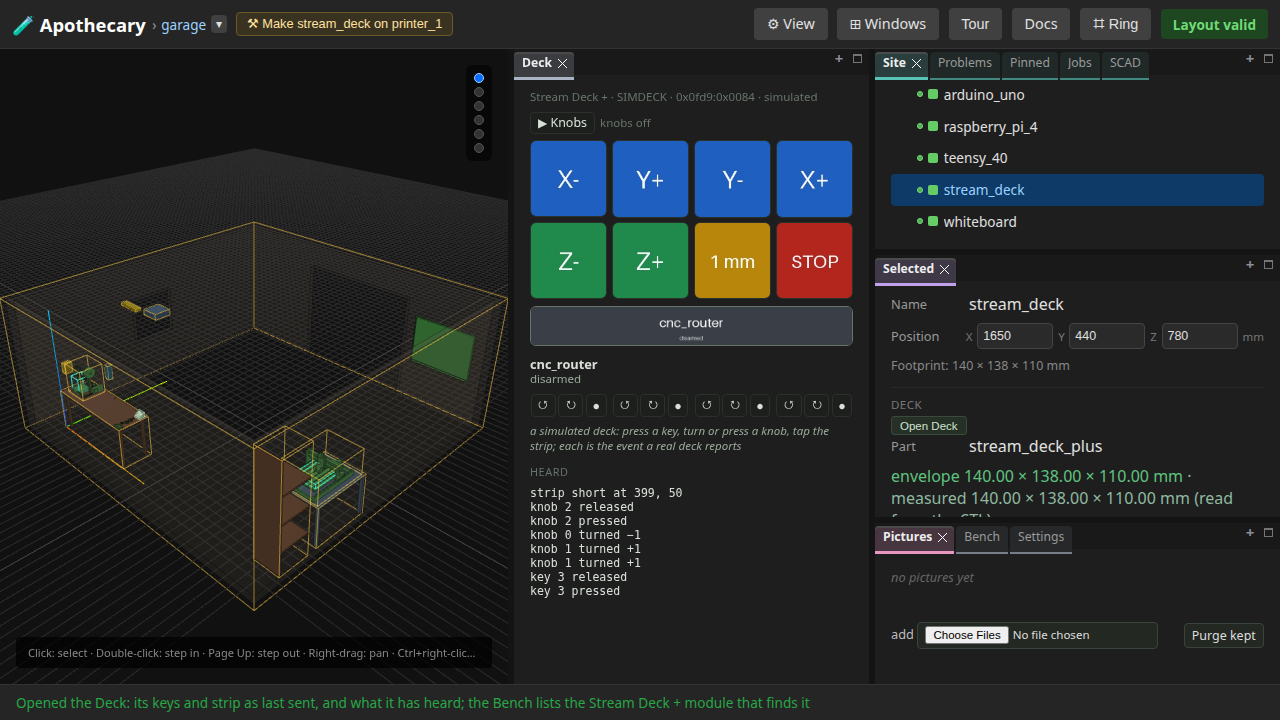 Apothecary › garage ▾ ⚒ Make stream_deck on printer_1
⚙ View ⊞ Windows Tour Docs ⌗ Ring Layout valid
Click: select · Double-click: step in · Page Up: step out · Right-drag: pan · Ctrl+right-clic…
Deck
Stream Deck + · SIMDECK · 0x0fd9:0x0084 · simulated
▶ Knobs knobs off
X- Y+ Y- X+
Z- Z+ 1 mm STOP
cnc_router
disarmed
cnc_router
disarmed
↺ ↻ ● ↺ ↻ ● ↺ ↻ ● ↺ ↻ ●
a simulated deck: press a key, turn or press a knob, tap the
strip; each is the event a real deck reports
HEARD
strip short at 399, 50
knob 2 released
knob 2 pressed
knob 0 turned −1
knob 1 turned +1
knob 1 turned +1
key 3 released
key 3 pressed
Site Problems Pinned Jobs SCAD
arduino_uno
raspberry_pi_4
teensy_40
stream_deck
whiteboard
Selected
Name stream_deck
Position X 1650 Y 440 Z 780 mm
Footprint: 140 × 138 × 110 mm
DECK
Open Deck
Part stream_deck_plus
envelope 140.00 × 138.00 × 110.00 mm ·
measured 140.00 × 138.00 × 110.00 mm (read
Pictures Bench Settings
no pictures yet
add Choose Files No file chosen Purge kept
Opened the Deck: its keys and strip as last sent, and what it has heard; the Bench lists the Stream Deck + module that finds it